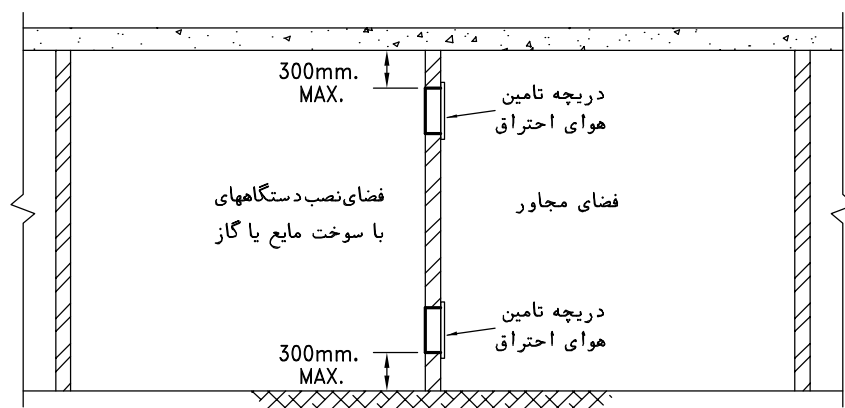 300mm.
MAX.
دریچه تامین
هوای احتراق
فضای نصب دستگاههای
با سوخت مایع یا گاز
فضای مجاور
دریچه تامین
هوای احتراق
300mm.
MAX.